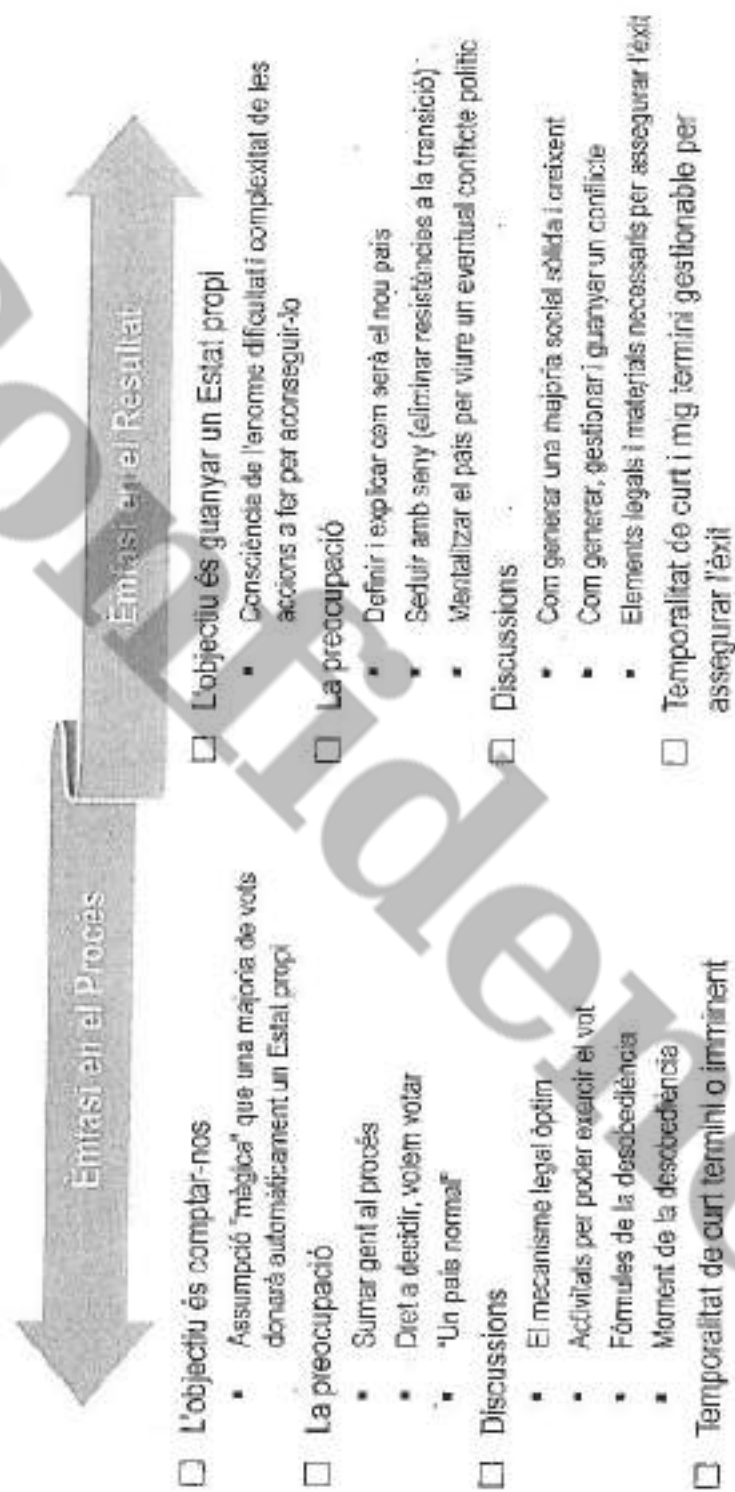 Èmfasi en el Procés
☐ L'objectiu és comptar-nos
▪ Assumpció "màgica" que una majoria de vots
donarà automàticament un Estat propi
☐ La preocupació
▪ Sumar gent al procés
▪ Dret a decidir, volem votar
▪ "Un país normal"
☐ Discussions
▪ El mecanisme legal òptim
▪ Activitats per poder exercir el vot
▪ Fórmules de la desobediència
▪ Moment de la desobediència
☐ Temporalitat de curt termini o imminent
Èmfasi en el Resultat
☐ L'objectiu és guanyar un Estat propi
▪ Consciència de l'enorme dificultat i complexitat de les
accions a fer per aconseguir-lo
☐ La preocupació
▪ Definir i explicar com serà el nou país
▪ Seduir amb seny (eliminar resistències a la transició)
▪ Mentalitzar el país per viure un eventual conflicte polític
☐ Discussions
▪ Com generar una majoria social sòlida i creixent
▪ Com generar, gestionar i guanyar un conflicte
▪ Elements legals i materials necessaris per assegurar l'èxit
☐ Temporalitat de curt i mig termini gestionable per
assegurar l'èxit